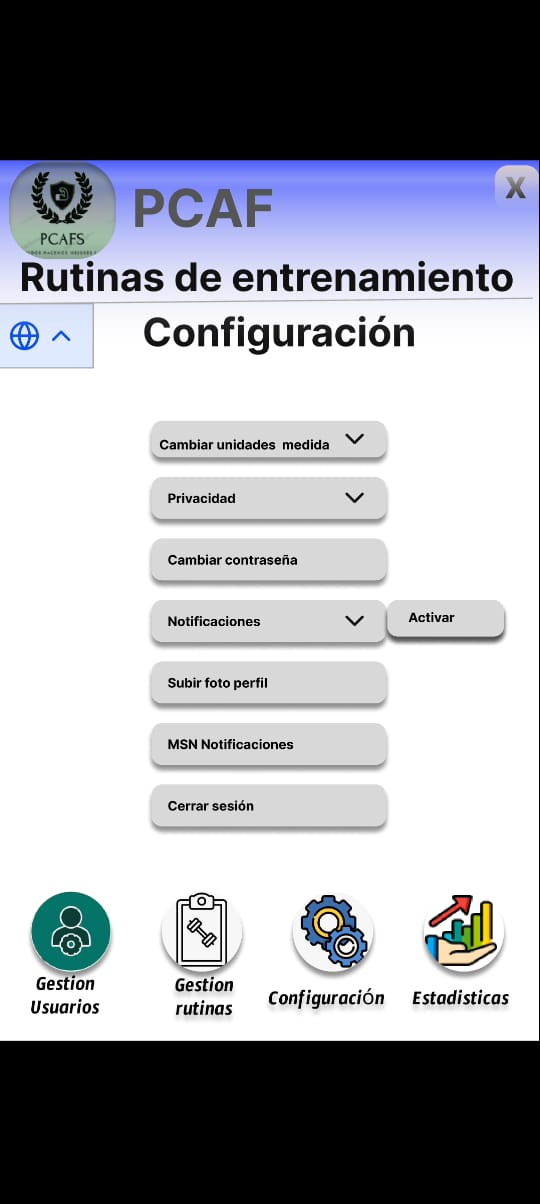 PCAF
X
PCAFS
Rutinas de entrenamiento
Configuración
Cambiar unidades medida
Privacidad
Cambiar contraseña
Notificaciones
Activar
Subir foto perfil
MSN Notificaciones
Cerrar sesión
Gestion
Usuarios
Gestion
rutinas
Configuración
Estadisticas